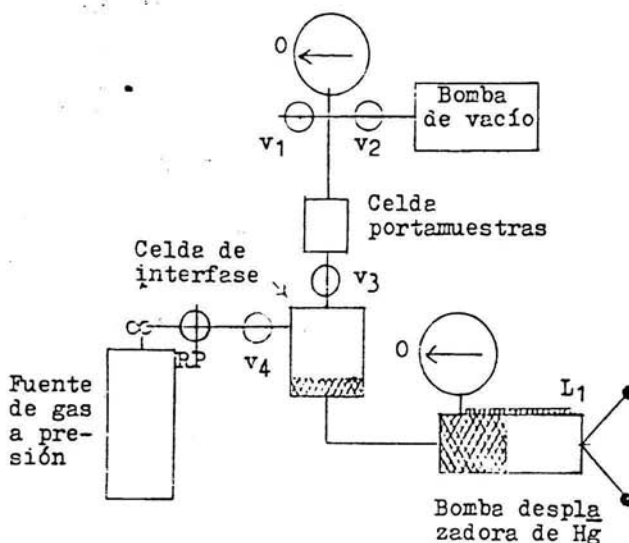 0
Bomba
de vacío
v1
v2
Celda
portamuestras
Celda de
interfase
v3
RP
v4
0
L1
Fuente
de gas
a pre-
sión
Bomba despla
zadora de Hg